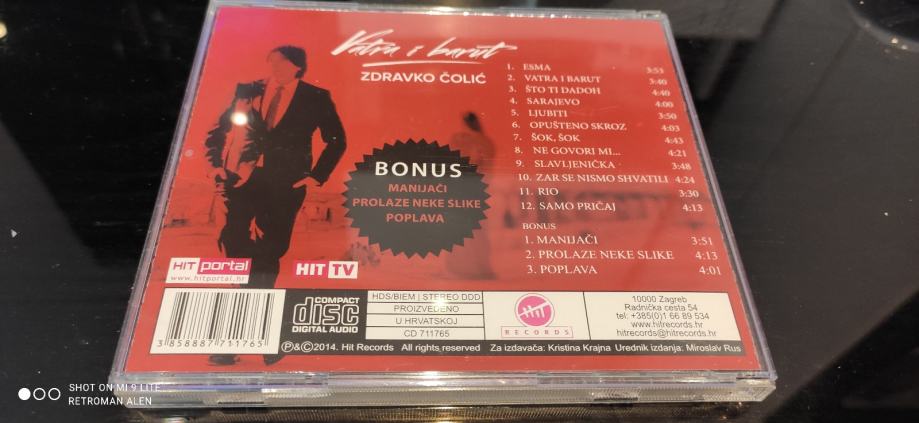 Vatra i barut
ZDRAVKO ČOLIĆ
1. ESMA 3:53
2. VATRA I BARUT 3:40
3. ŠTO TI DADOH 4:40
4. SARAJEVO 4:00
5. LJUBITI 3:50
6. OPUŠTENO SKROZ 4:03
7. ŠOK, ŠOK 4:43
8. NE GOVORI MI... 4:21
9. SLAVLJENIČKA 3:48
10. ZAR SE NISMO SHVATILI 4:24
11. RIO 3:30
12. SAMO PRIČAJ 4:13
BONUS
1. MANIJAČI 3:51
2. PROLAZE NEKE SLIKE 4:13
3. POPLAVA 4:01
BONUS
MANIJAČI
PROLAZE NEKE SLIKE
POPLAVA
HIT portal
www.hitportal.hr
HIT TV
3 858887 711765
COMPACT
disc
DIGITAL AUDIO
HDS/BIEM | STEREO DDD
PROIZVEDENO
U HRVATSKOJ
CD 711765
Hit
RECORDS
10000 Zagreb
Radnička cesta 54
tel: +385(0)1 66 89 534
www.hitrecords.hr
hitrecords@hitrecords.hr
℗&©2014. Hit Records All rights reserved Za izdavača: Kristina Krajna Urednik izdanja: Miroslav Rus
SHOT ON MI 9 LITE
RETROMAN ALEN